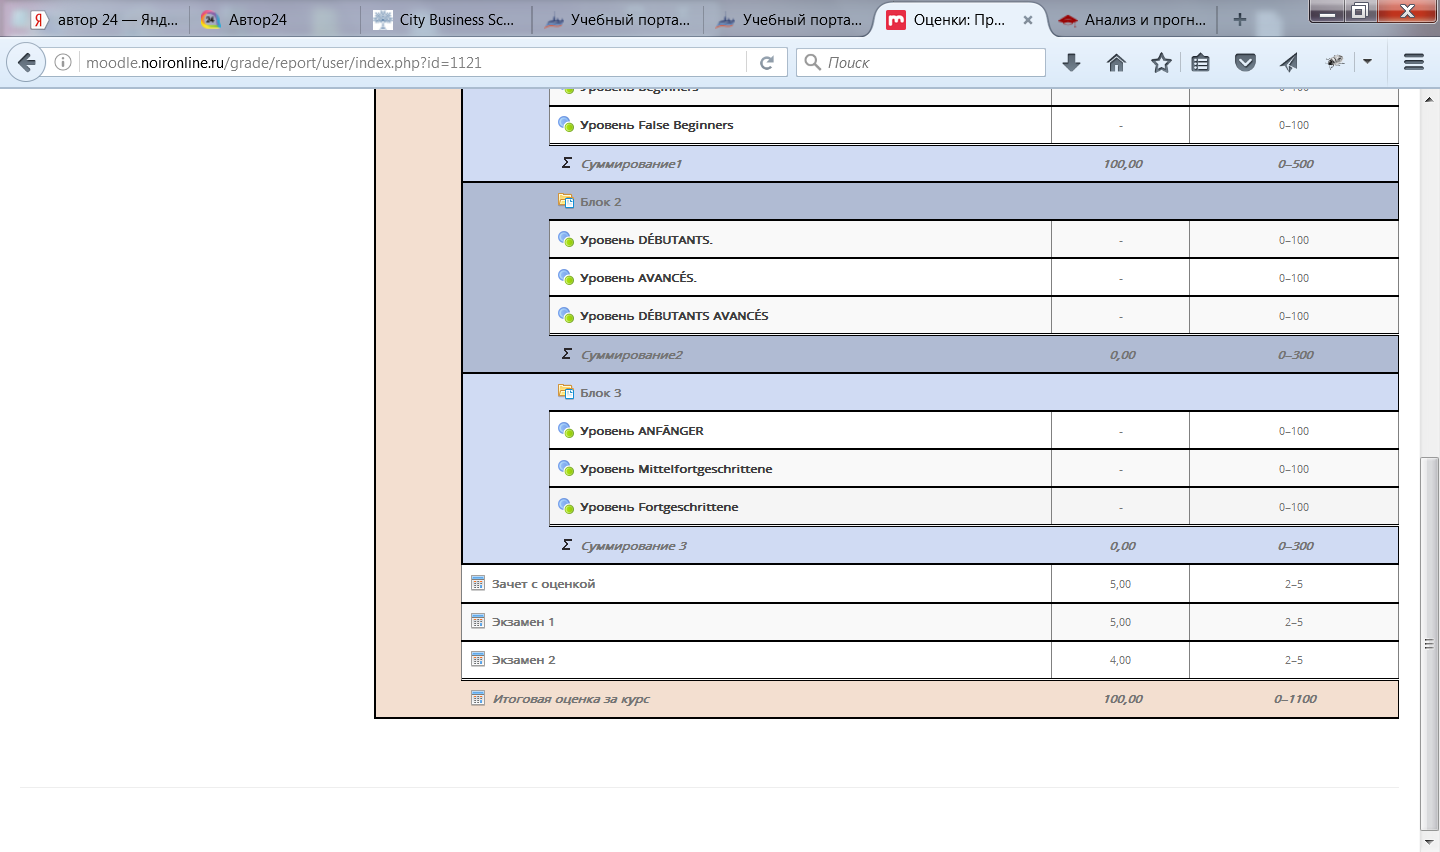 автор 24 — Янд...
Автор24
City Business Sc...
Учебный порта...
Учебный порта...
Оценки: Пр...
Анализ и прогн...
moodle.noironline.ru/grade/report/user/index.php?id=1121
Поиск
Уровень Beginners 0–100
Уровень False Beginners - 0–100
Σ Суммирование1 100,00 0–500
Блок 2
Уровень DÉBUTANTS. - 0–100
Уровень AVANCÉS. - 0–100
Уровень DÉBUTANTS AVANCÉS - 0–100
Σ Суммирование2 0,00 0–300
Блок 3
Уровень ANFÄNGER - 0–100
Уровень Mittelfortgeschrittene - 0–100
Уровень Fortgeschrittene - 0–100
Σ Суммирование 3 0,00 0–300
Зачет с оценкой 5,00 2–5
Экзамен 1 5,00 2–5
Экзамен 2 4,00 2–5
Итоговая оценка за курс 100,00 0–1100